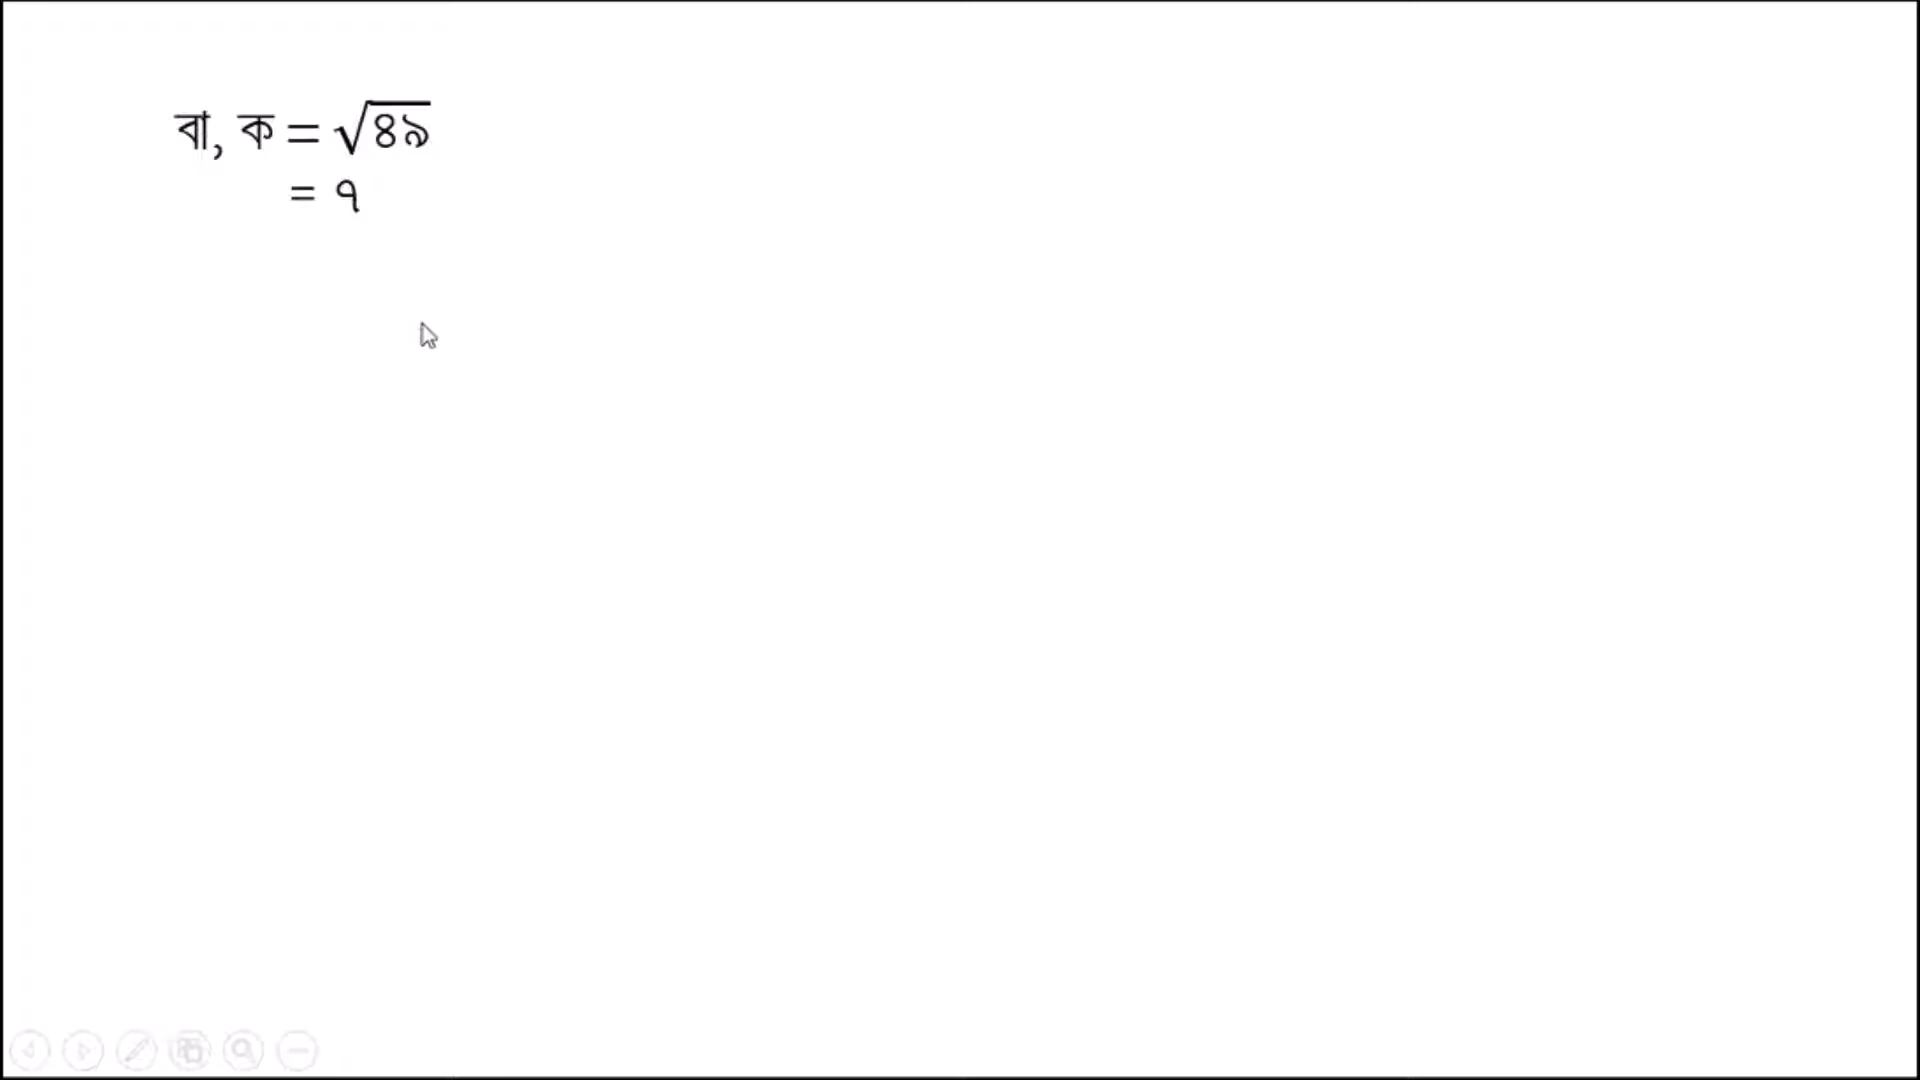 বা, ক = √৪৯
= ৭